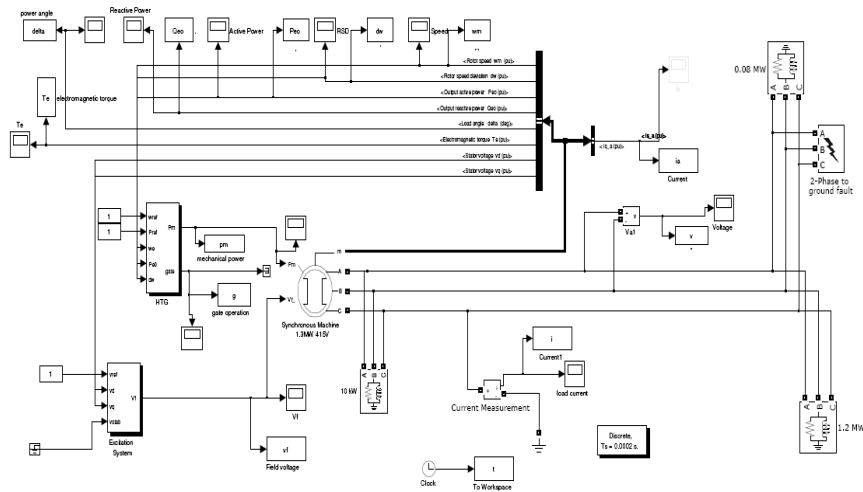 power angle
Reactive Power
delta
Qeo
Active Power
Peo
RSD
dw
Speed
wm
<Rotor speed wm (pu)>
<Rotor speed deviation dw (pu)>
<Output active power Peo (pu)>
<Output reactive power Qeo (pu)>
<Load angle delta (deg)>
<Electromagnetic torque Te (pu)>
<Stator voltage vd (pu)>
<Stator voltage vq (pu)>
Te
electromagnetic torque
Te
<is_a (pu)>
<is_a (pu)>
ia
Current
0.08 MW
A B C
A
B
C
2-Phase to
ground fault
1
1
wref
Pref
we
Pe0
dw
Pm
gate
HTG
pm
mechanical power
g
gate operation
Pm
Vf_
m
A
B
C
Synchronous Machine
1.3MW 415V
+
-
v
Va1
Voltage
v
A B C
10 kW
i
Current1
load current
+
-
i
Current Measurement
1
vref
vd
vq
vstab
Vf
Excitation
System
Vf
vf
Field voltage
Discrete,
Ts = 0.0002 s.
A B C
1.2 MW
Clock
t
To Workspace